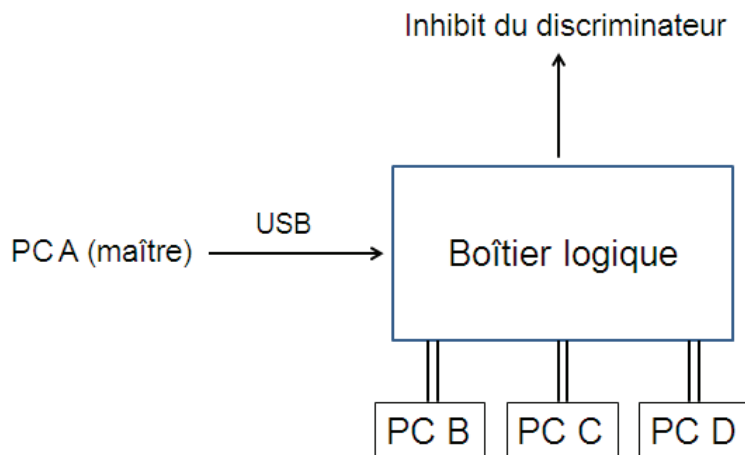 Inhibit du discriminateur
USB
PC A (maître)
Boîtier logique
PC B
PC C
PC D